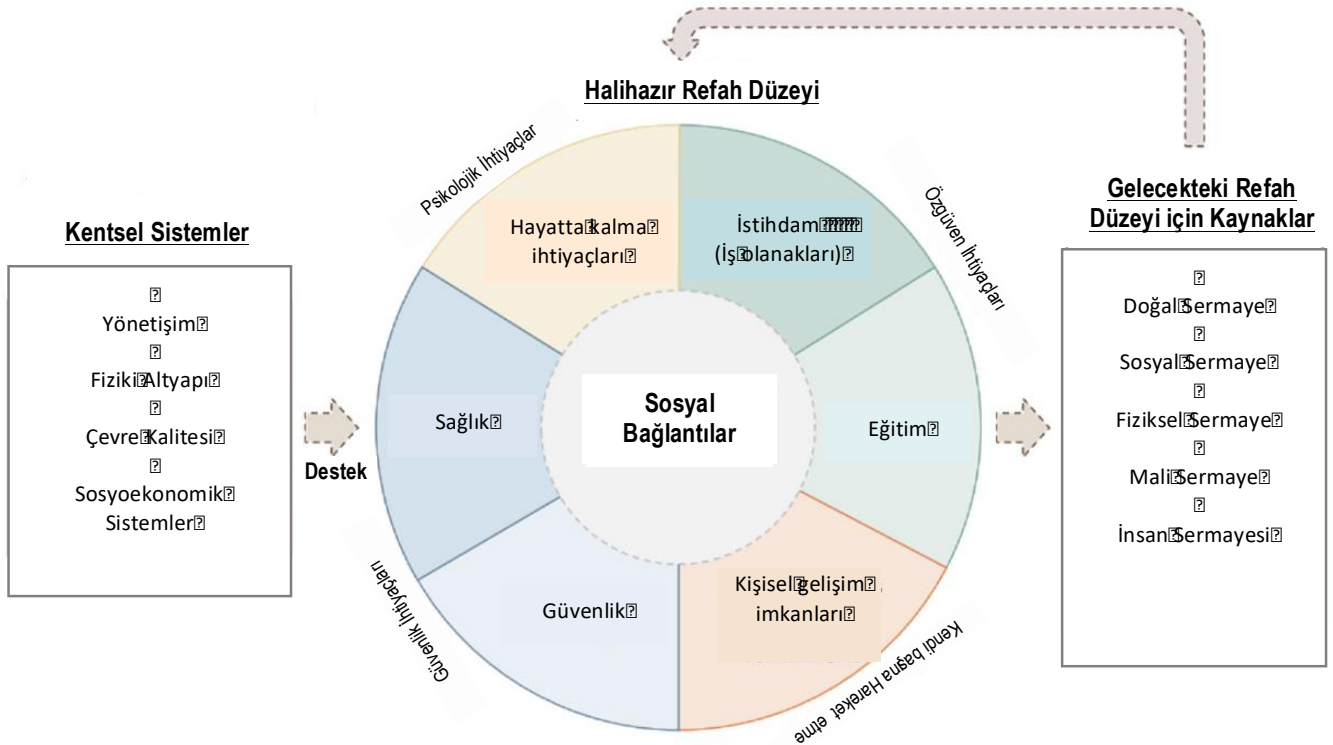 Halihazır Refah Düzeyi
Kentsel Sistemler
Yönetişim
Fiziki Altyapı
Çevre Kalitesi
Sosyoekonomik
Sistemler
Destek
Psikolojik İhtiyaçlar
Hayatta kalma
ihtiyaçları
İstihdam
(İş olanakları)
Özgüven İhtiyaçları
Sağlık
Sosyal
Bağlantılar
Eğitim
Güvenlik İhtiyaçları
Güvenlik
Kişisel gelişim
imkanları
Kendi başına Hareket etme
Gelecekteki Refah
Düzeyi için Kaynaklar
Doğal Sermaye
Sosyal Sermaye
Fiziksel Sermaye
Mali Sermaye
İnsan Sermayesi